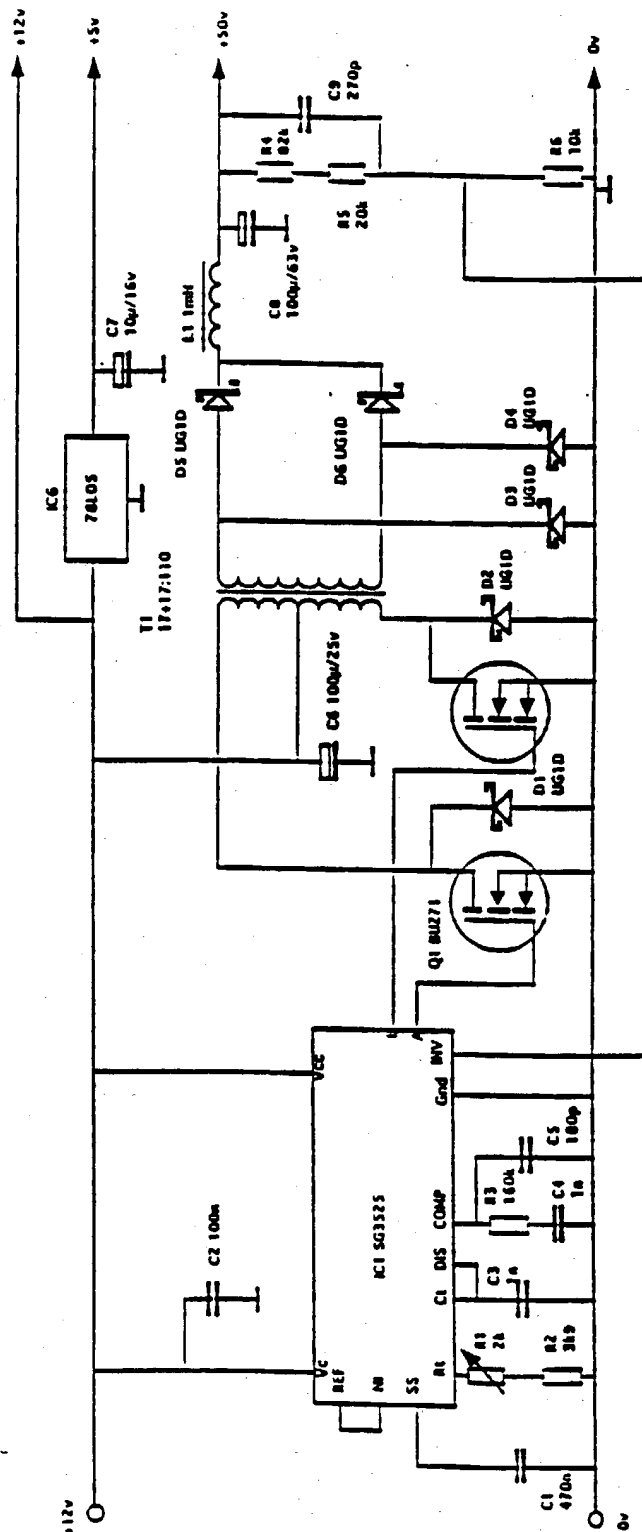 +12v
+5v
+50v
0v
C9
270p
R4
82k
R5
20k
R6
10k
C8
100µ/63v
L1 1mH
C7
10µ/16v
IC6
78L05
D5 UG1D
D6 UG1D
D4
UG1D
D3
UG1D
T1
17+17:110
D2
UG1D
C6 100µ/25v
D1
UG1D
Q1 BUZ71
IC1 SG3525
Vcc
Vc
REF
NI
SS
A
INV
Gnd
COMP
DIS
Ct
Rt
C2 100n
C5
180p
R3
160k
C4
1n
C3
1n
R1
2k
R2
3k9
C1
470n
+12v
0v